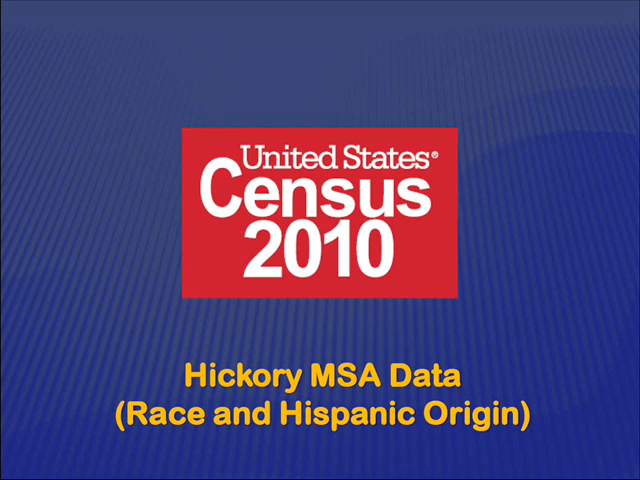 United States®
Census
2010
Hickory MSA Data
(Race and Hispanic Origin)